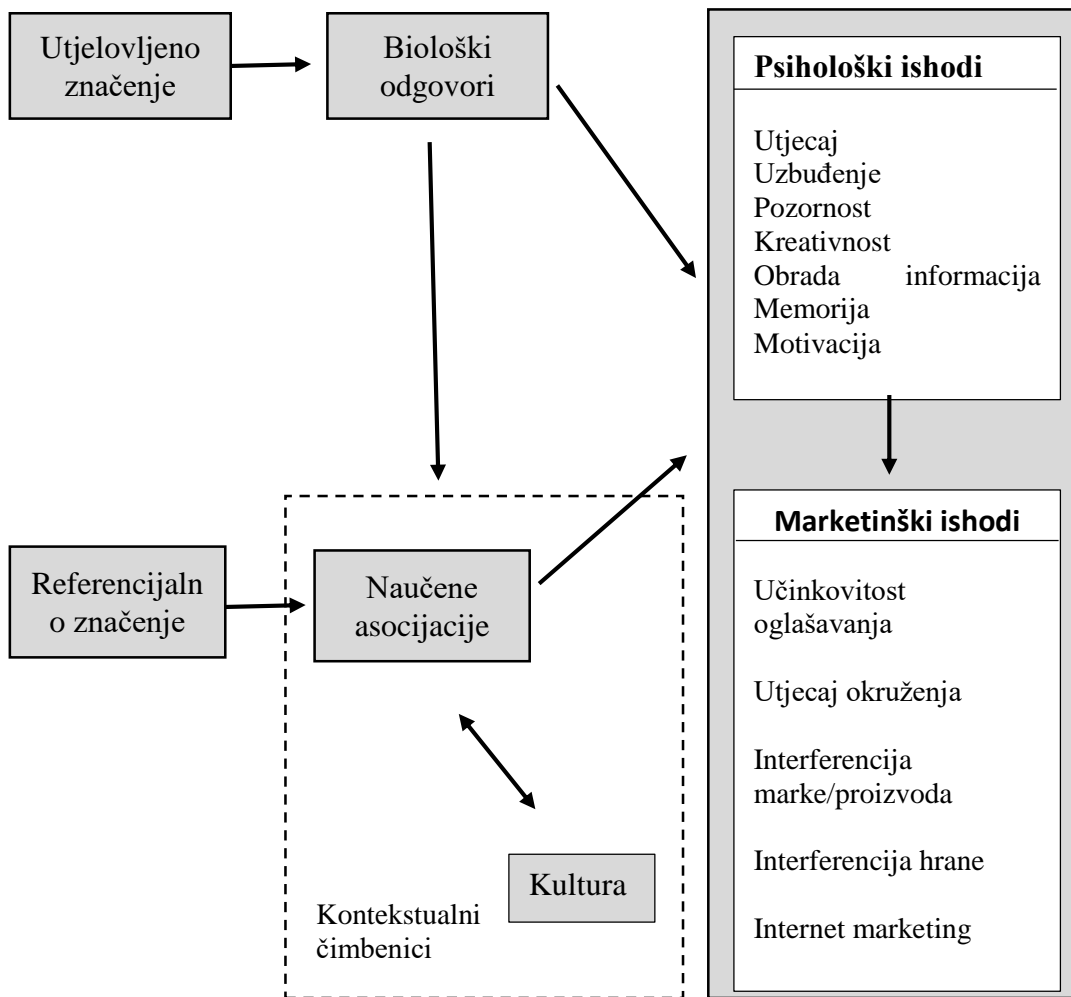 Utjelovljeno
značenje
Biološki
odgovori
Psihološki ishodi
Utjecaj
Uzbuđenje
Pozornost
Kreativnost
Obrada informacija
Memorija
Motivacija
Referencijaln
o značenje
Naučene
asocijacije
Kultura
Kontekstualni
čimbenici
Marketinški ishodi
Učinkovitost
oglašavanja
Utjecaj okruženja
Interferencija
marke/proizvoda
Interferencija hrane
Internet marketing